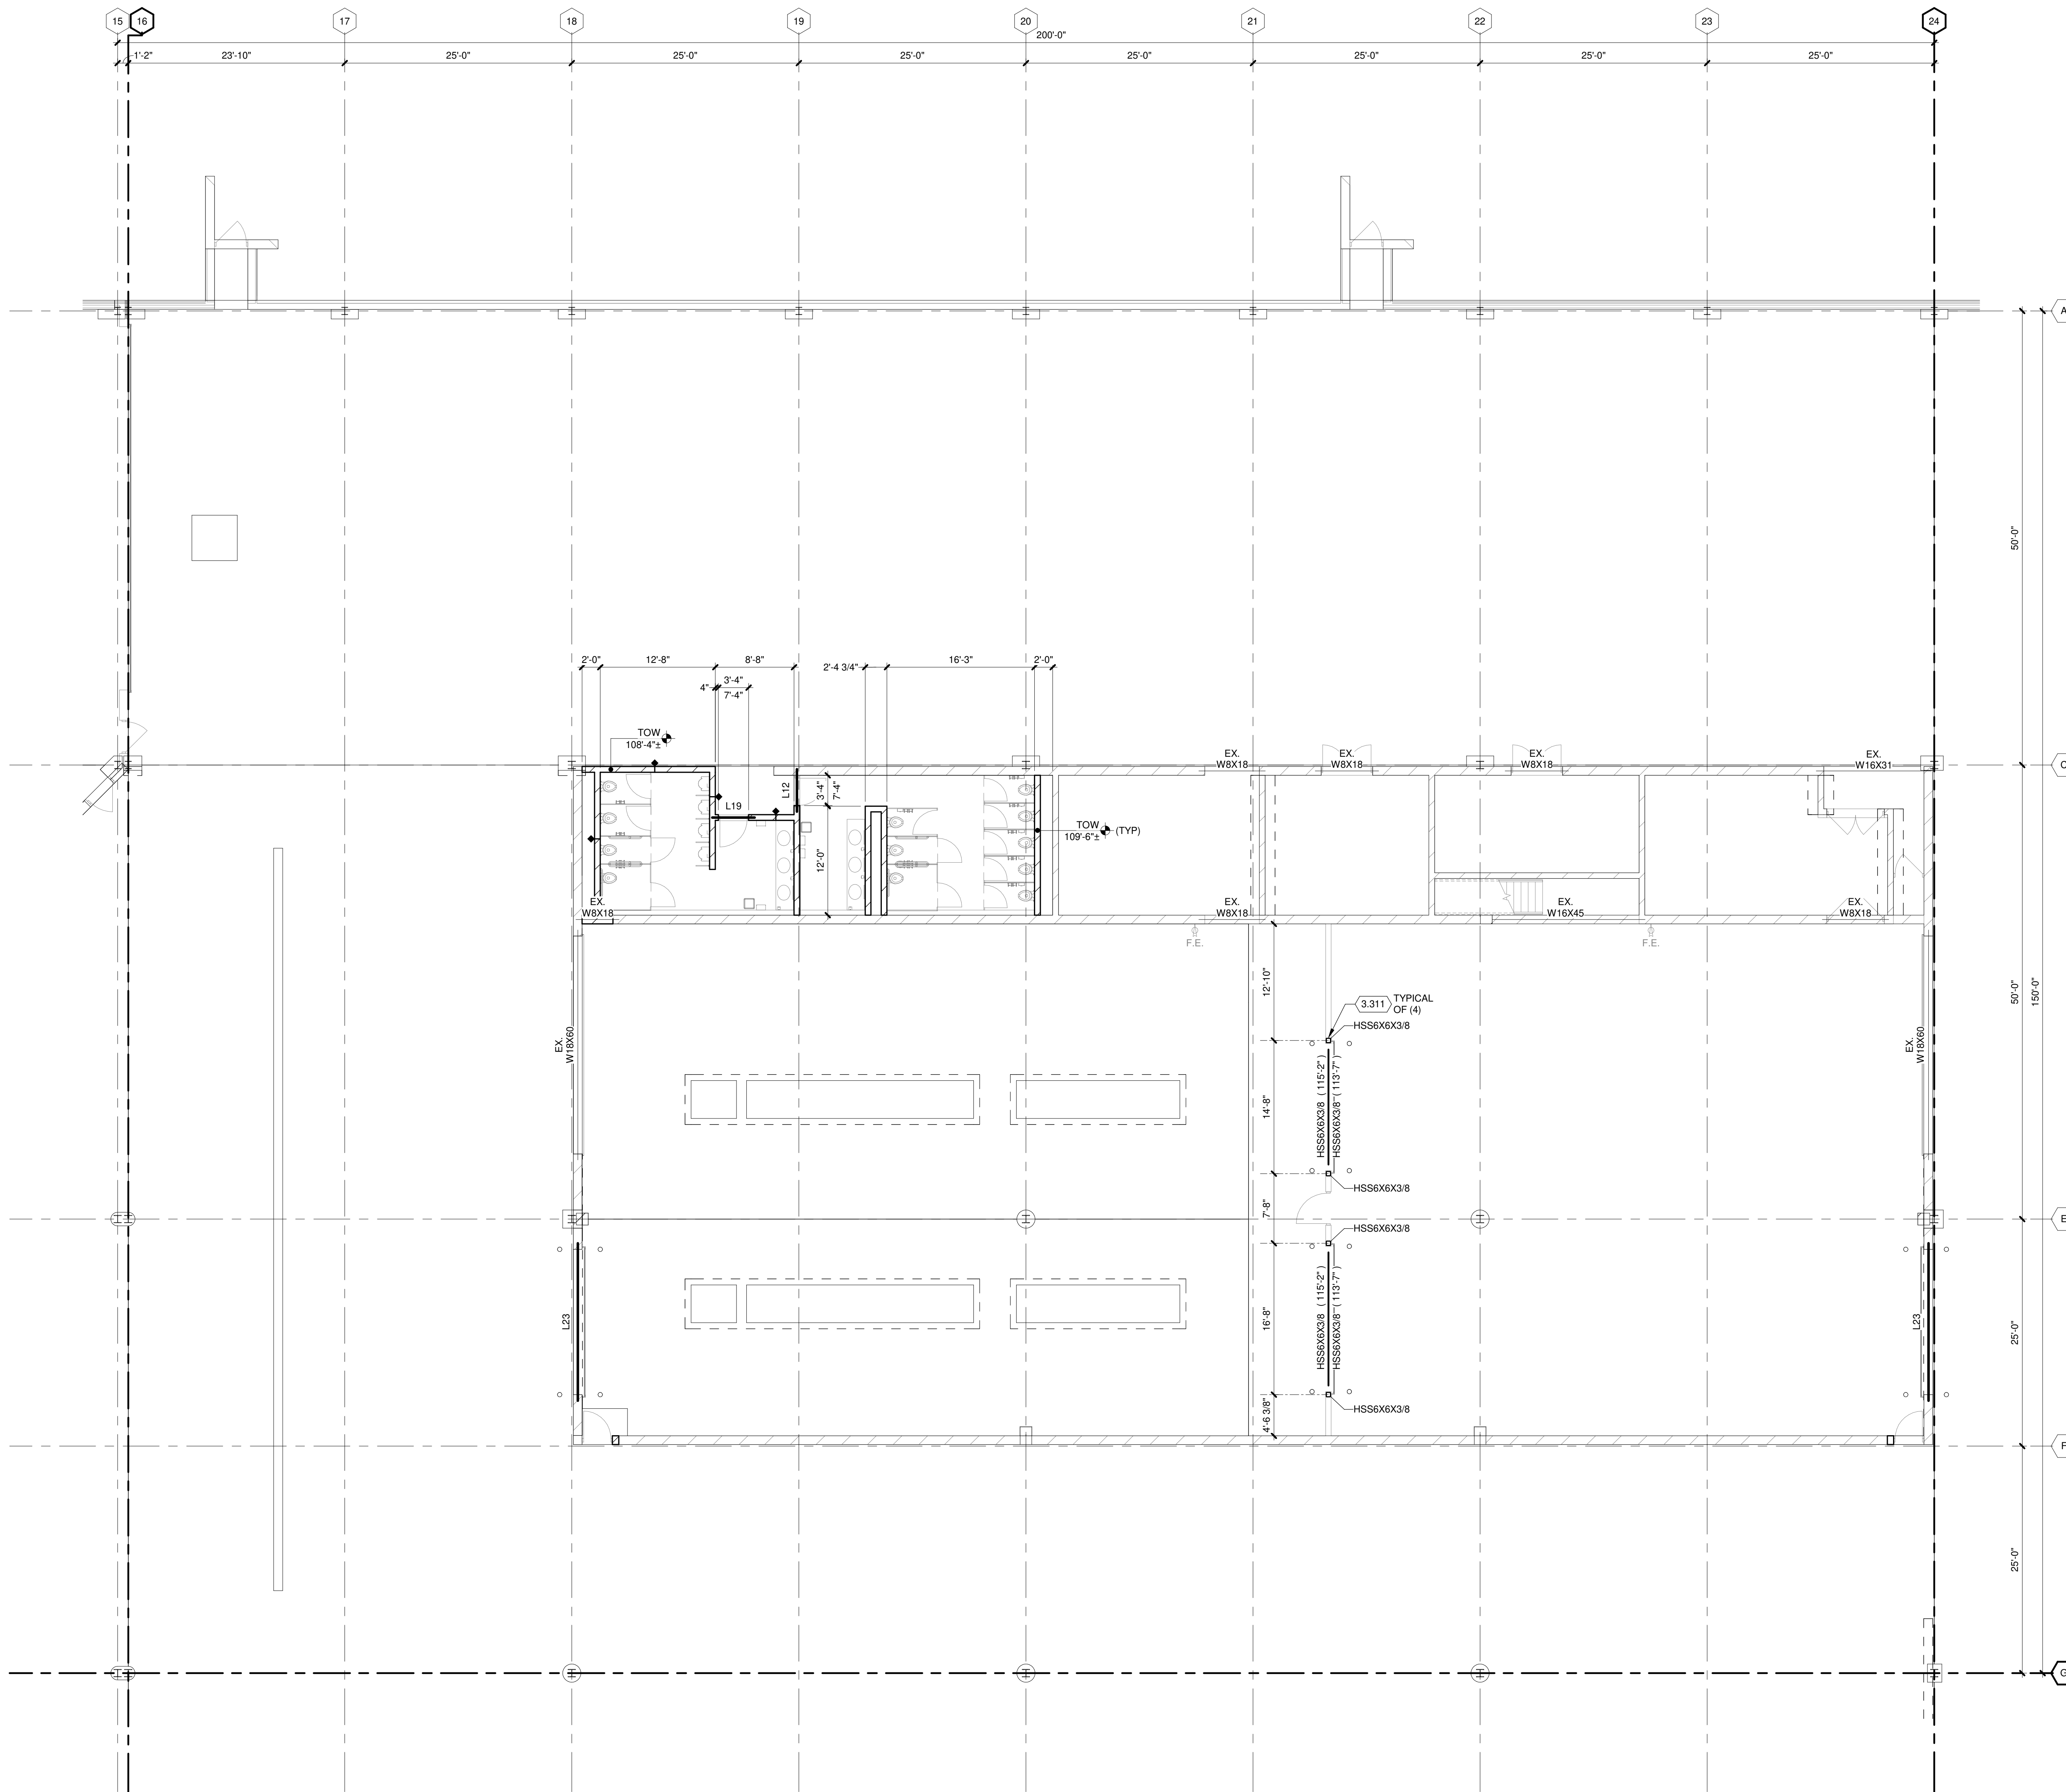 15
16
17
18
19
20
21
22
23
24
200'-0"
1'-2"
23'-10"
25'-0"
25'-0"
25'-0"
25'-0"
25'-0"
25'-0"
25'-0"
A
50'-0"
2'-0"
12'-8"
8'-8"
2'-4 3/4"
16'-3"
2'-0"
4"
3'-4"
7'-4"
TOW
108'-4"±
EX.
W8X18
EX.
W8X18
EX.
W8X18
EX.
W16X31
C
L12
3'-4"
7'-4"
L19
TOW
109'-6"±
(TYP)
12'-0"
EX.
W8X18
EX.
W8X18
EX.
W16X45
EX.
W8X18
F.E.
F.E.
12'-10"
3.311
TYPICAL
OF (4)
HSS6X6X3/8
50'-0"
150'-0"
EX.
W18X60
EX.
W18X60
14'-8"
HSS6X6X3/8 ( 115'-2" )
HSS6X6X3/8 ( 113'-7" )
HSS6X6X3/8
7'-8"
HSS6X6X3/8
E
L23
16'-8"
HSS6X6X3/8 ( 115'-2" )
HSS6X6X3/8 ( 113'-7" )
L23
25'-0"
HSS6X6X3/8
4'-6 3/8"
F
25'-0"
G